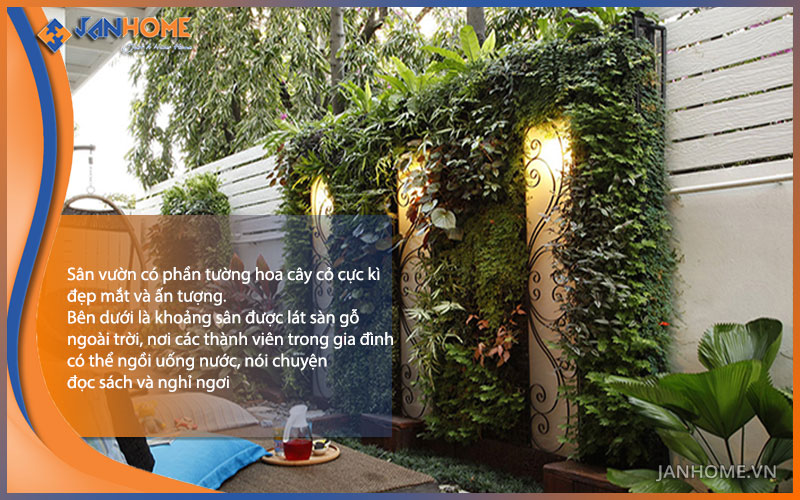 JANHOME
Sân vườn có phần tường hoa cây cỏ cực kì
đẹp mắt và ấn tượng.
Bên dưới là khoảng sân được lát sàn gỗ
ngoài trời, nơi các thành viên trong gia đình
có thể ngồi uống nước, nói chuyện
đọc sách và nghỉ ngơi
JANHOME.VN